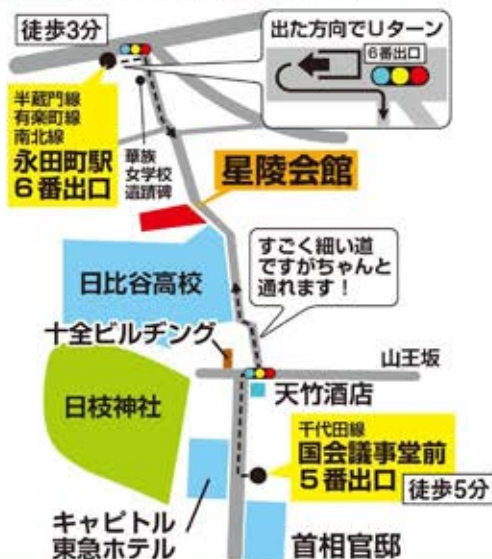 徒歩3分
出た方向でUターン
6番出口
半蔵門線
有楽町線
南北線
永田町駅
6番出口
華族
女学校
遺蹟碑
星陵会館
すごく細い道
ですがちゃんと
通れます！
日比谷高校
十全ビルヂング
山王坂
日枝神社
天竹酒店
千代田線
国会議事堂前
5番出口
徒歩5分
キャピトル
東急ホテル
首相官邸